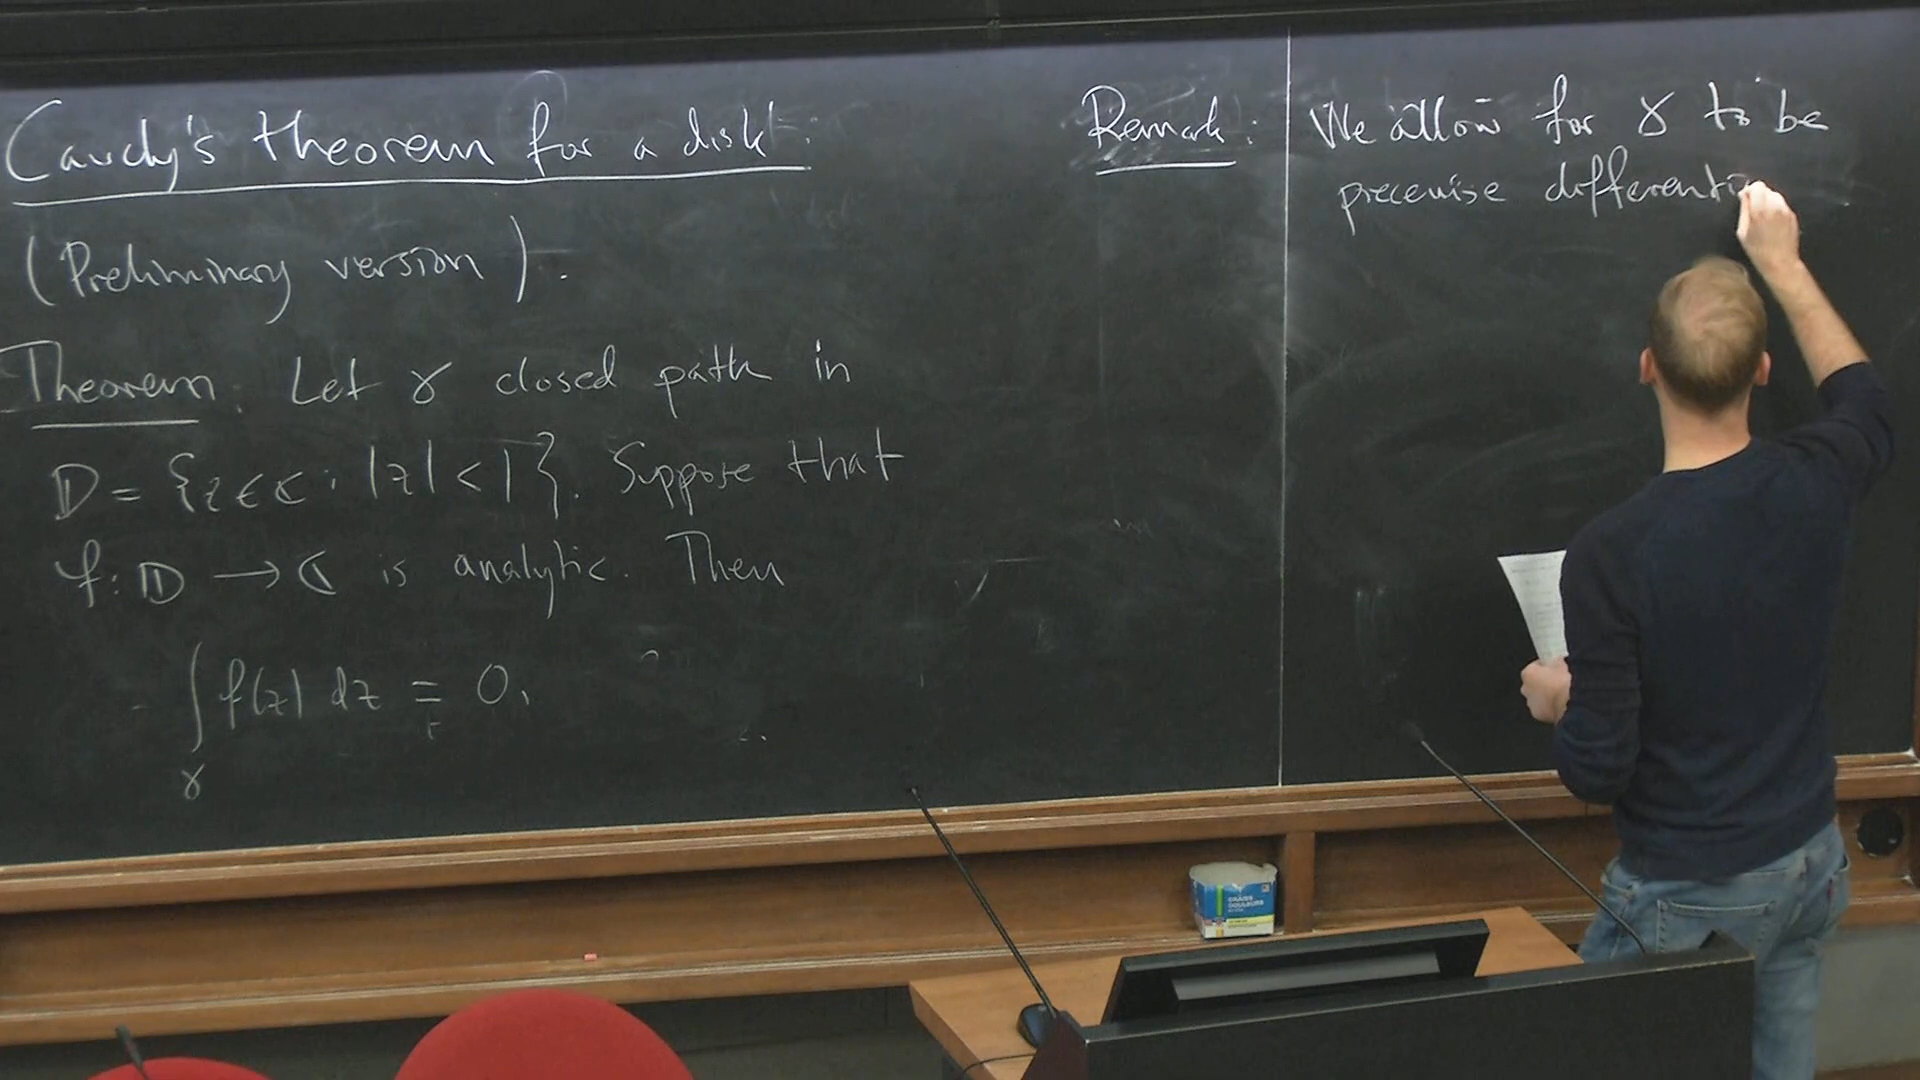 Cauchy's theorem for a disk:
(Preliminary version).
Theorem: Let γ closed path in
D = {z ∈ ℂ : |z| < 1}. Suppose that
f: D → ℂ is analytic. Then
∫ f(z) dz = 0.
γ
Remark:
We allow for γ to be
piecewise differenti